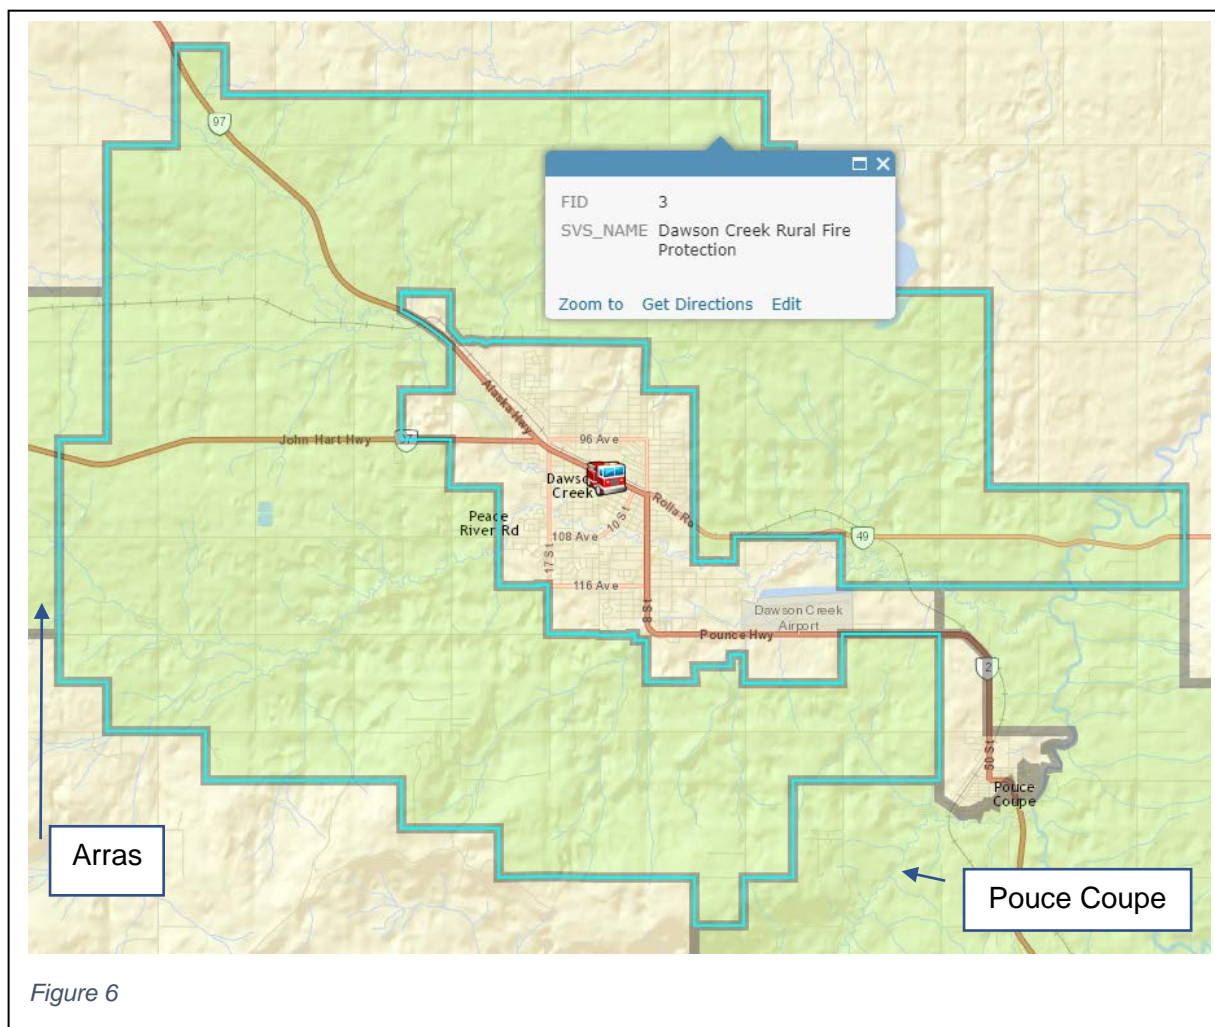 97
FID 3
SVS_NAME Dawson Creek Rural Fire
Protection
Zoom to Get Directions Edit
Alaska Hwy
John Hart Hwy
97
96 Ave
Dawson
Creek
Rolla Rd
Peace
River Rd
10 St
108 Ave
49
17 St
116 Ave
8 St
Dawson Creek
Airport
Pounce Hwy
2
50 St
Pouce
Coupe
Arras
Pouce Coupe
Figure 6